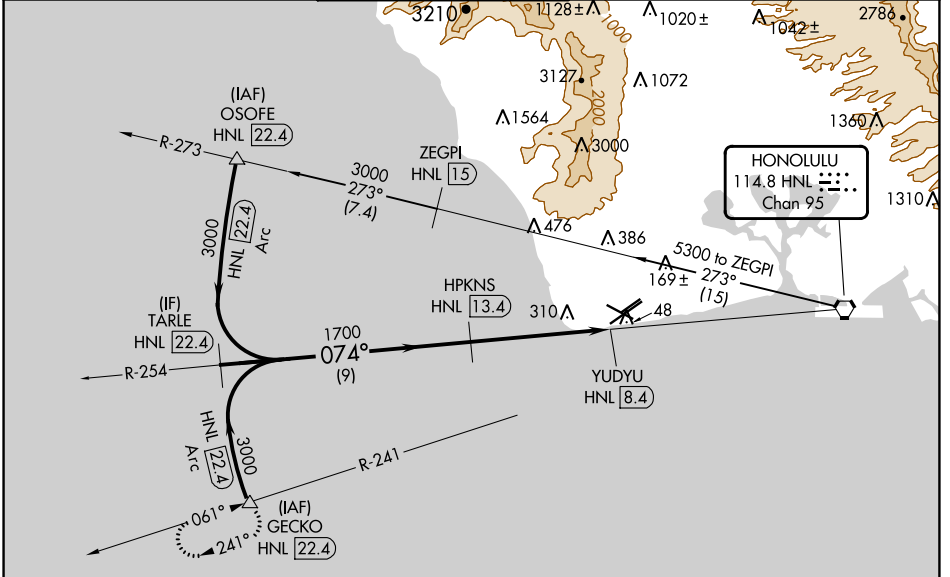 3210
1128±
1020±
1042±
2786
3127
1072
2000
1000
1564
3000
1360
1310
(IAF)
OSOFE
HNL 22.4
R-273
3000
273°
(7.4)
ZEGPI
HNL 15
HONOLULU
114.8 HNL
Chan 95
3000
HNL 22.4
Arc
476
386
169±
5300 to ZEGPI
273°
(15)
(IF)
TARLE
HNL 22.4
R-254
HPKNS
HNL 13.4
310
48
1700
074°
(9)
YUDYU
HNL 8.4
3000
HNL 22.4
Arc
R-241
061°
241°
(IAF)
GECKO
HNL 22.4